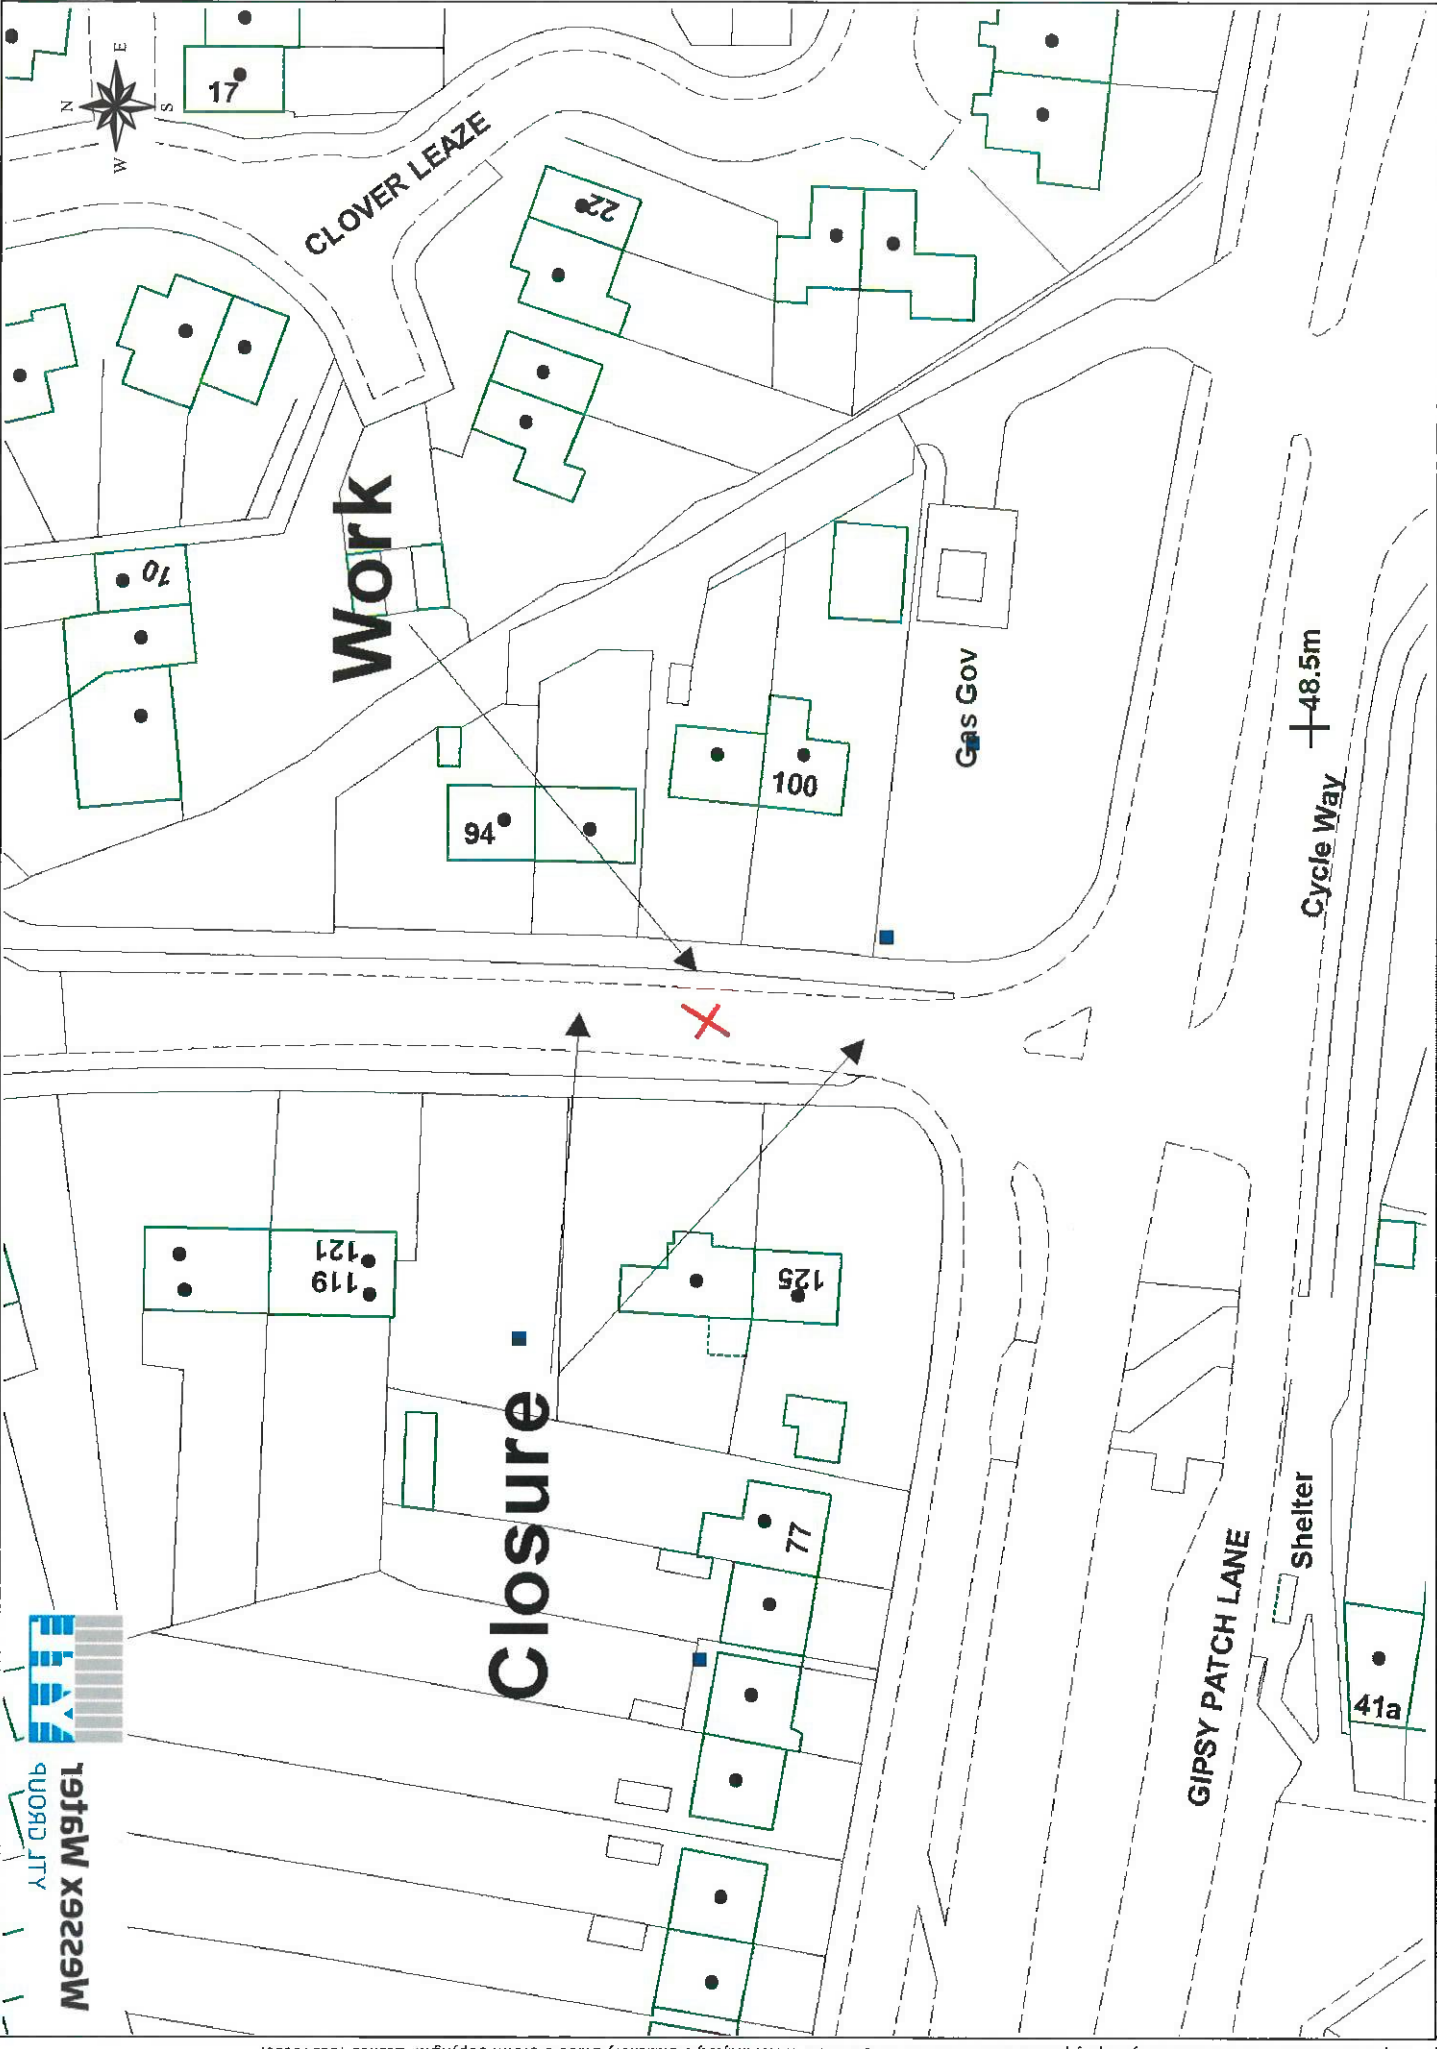 N
E
S
W
17
CLOVER LEAZE
22
Work
70
94
100
Gas Gov
48.5m
Cycle Way
121
119
125
Closure
77
Shelter
GIPSY PATCH LANE
41a
YTL GROUP
Wessex Water